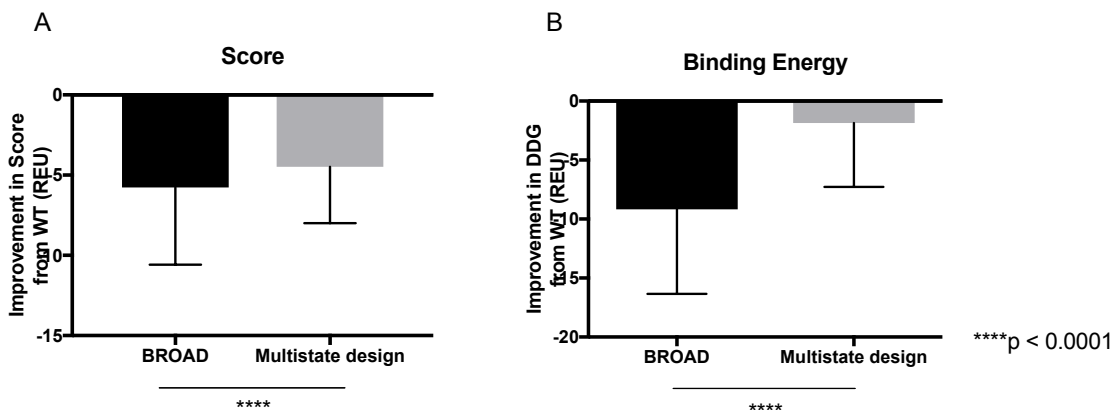 A
Score
0
-5
-10
-15
Improvement in Score
from WT (REU)
BROAD
Multistate design
****
B
Binding Energy
0
-5
-10
-15
-20
Improvement in DDG
from WT (REU)
BROAD
Multistate design
****
****p < 0.0001